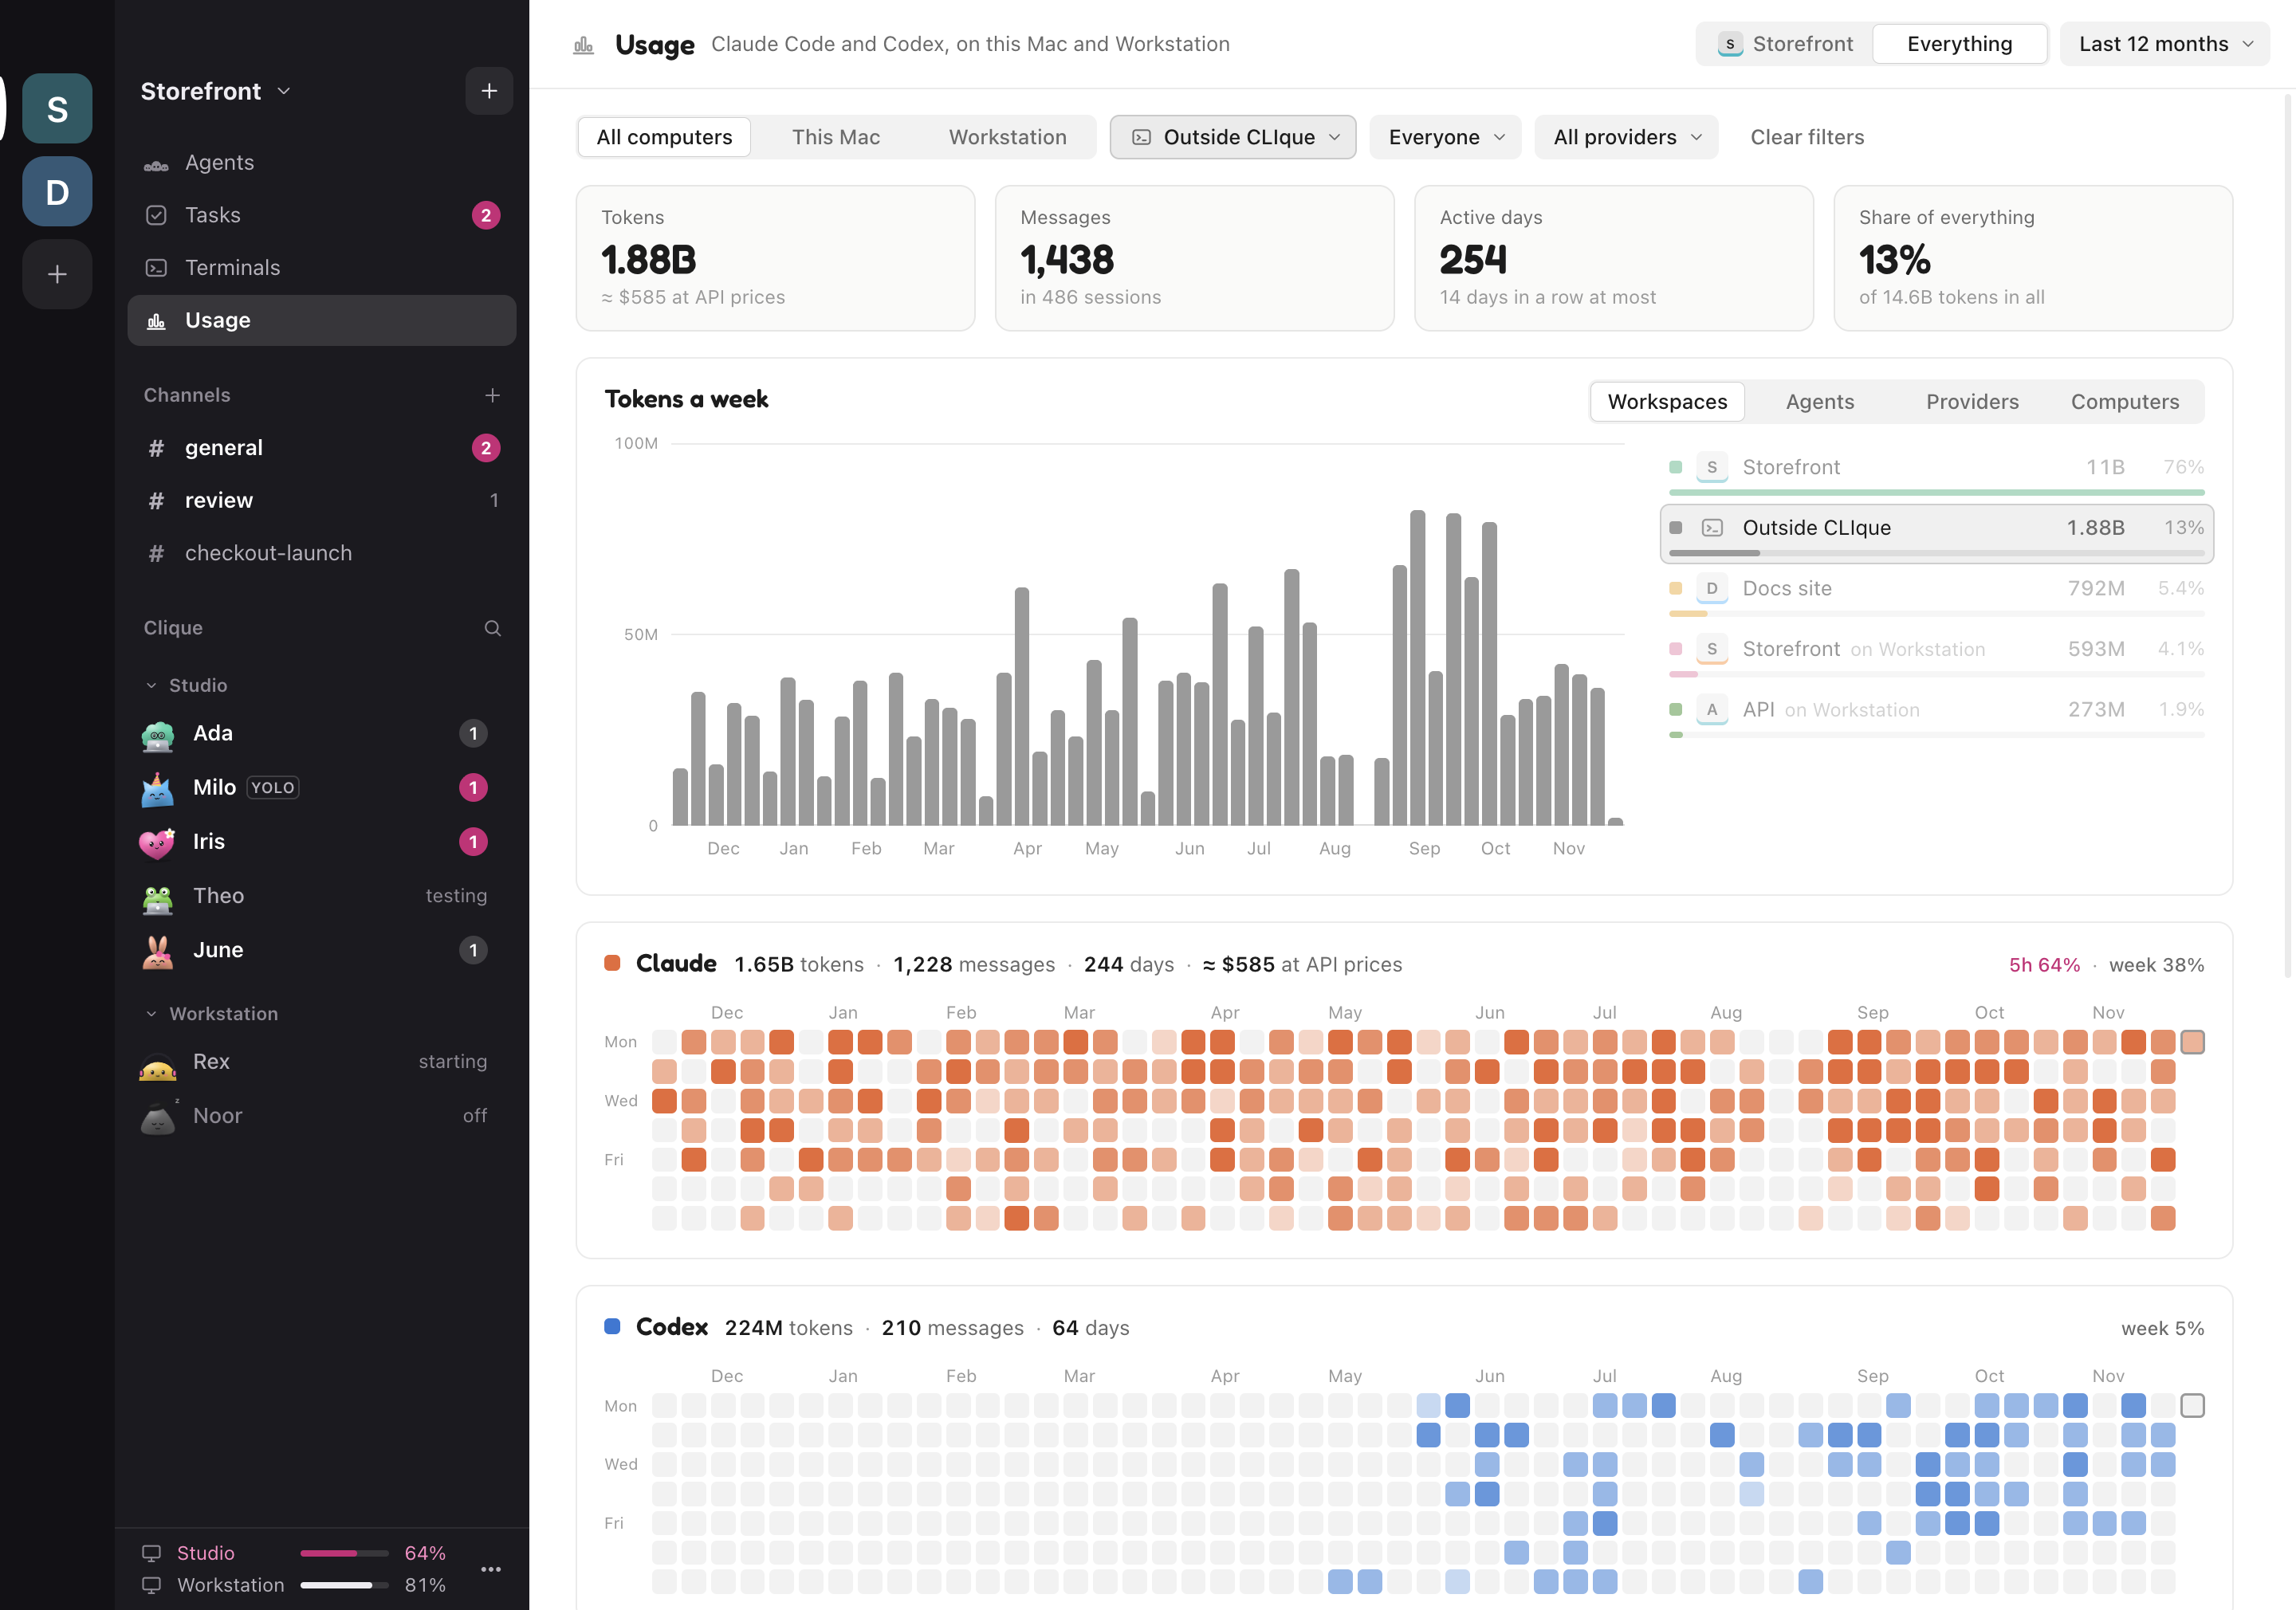 S
D
Storefront
Agents
Tasks 2
Terminals
Usage
Channels
# general 2
# review 1
# checkout-launch
Clique
Studio
Ada 1
Milo YOLO 1
Iris 1
Theo testing
June 1
Workstation
Rex starting
z
Noor off
Studio 64%
Workstation 81%
Usage Claude Code and Codex, on this Mac and Workstation
S Storefront Everything Last 12 months
All computers This Mac Workstation Outside CLIque Everyone All providers Clear filters
Tokens
1.88B
≈ $585 at API prices
Messages
1,438
in 486 sessions
Active days
254
14 days in a row at most
Share of everything
13%
of 14.6B tokens in all
Tokens a week
Workspaces Agents Providers Computers
100M
50M
0
Dec Jan Feb Mar Apr May Jun Jul Aug Sep Oct Nov
S Storefront 11B 76%
Outside CLIque 1.88B 13%
D Docs site 792M 5.4%
S Storefront on Workstation 593M 4.1%
A API on Workstation 273M 1.9%
Claude 1.65B tokens · 1,228 messages · 244 days · ≈ $585 at API prices
5h 64% · week 38%
Dec Jan Feb Mar Apr May Jun Jul Aug Sep Oct Nov
Mon
Wed
Fri
Codex 224M tokens · 210 messages · 64 days
week 5%
Dec Jan Feb Mar Apr May Jun Jul Aug Sep Oct Nov
Mon
Wed
Fri